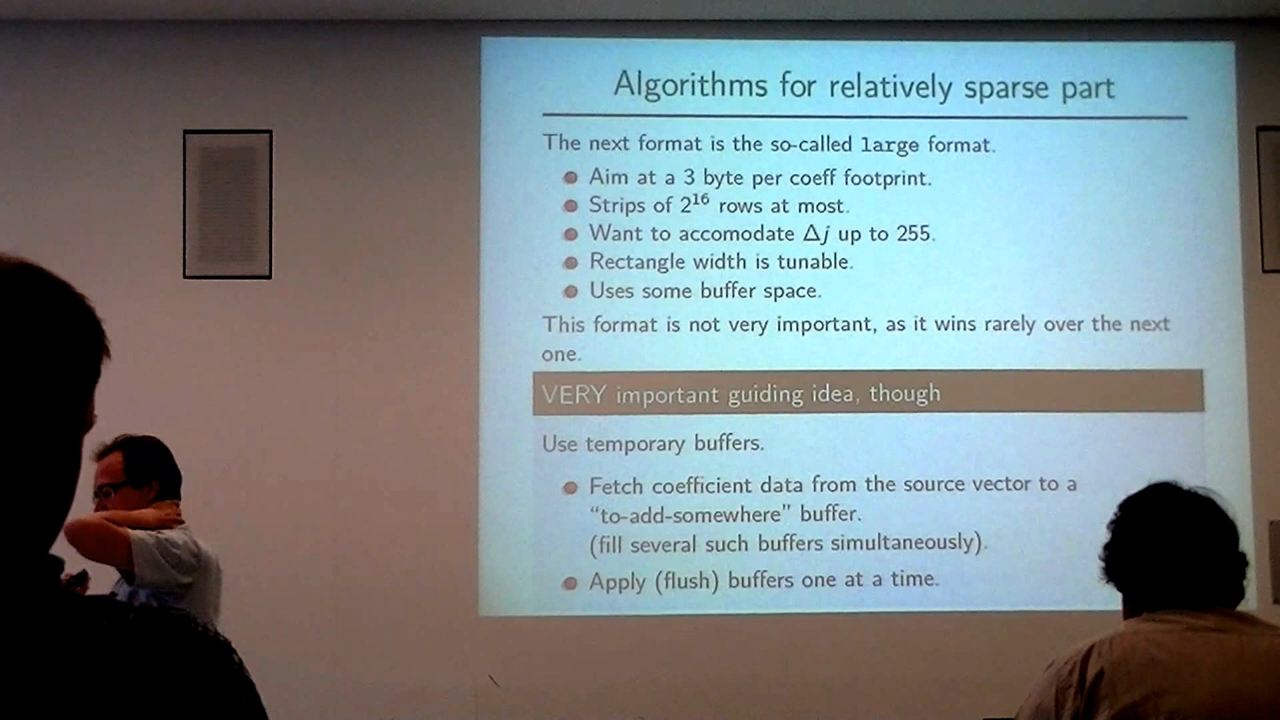 Algorithms for relatively sparse part
The next format is the so-called large format.
Aim at a 3 byte per coeff footprint.
Strips of 2¹⁶ rows at most.
Want to accomodate Δj up to 255.
Rectangle width is tunable.
Uses some buffer space.
This format is not very important, as it wins rarely over the next
one.
VERY important guiding idea, though
Use temporary buffers.
Fetch coefficient data from the source vector to a
“to-add-somewhere” buffer.
(fill several such buffers simultaneously).
Apply (flush) buffers one at a time.